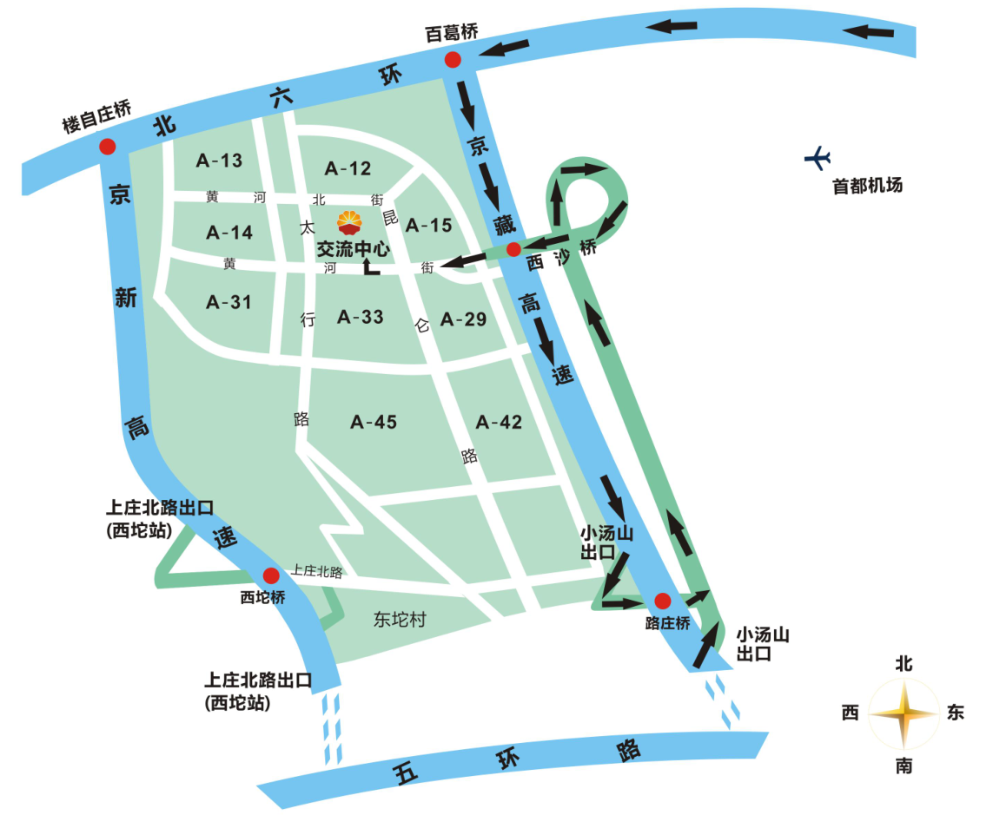 百葛桥
北六环
楼自庄桥
京新高速
京藏高速
首都机场
A-13
A-12
黄河北街
A-14
太行路
交流中心
昆仑路
A-15
西沙桥
黄河街
A-31
A-33
A-29
A-45
A-42
上庄北路出口
(西坨站)
小汤山
出口
上庄北路
西坨桥
东坨村
路庄桥
小汤山
出口
上庄北路出口
(西坨站)
五环路
北
西
东
南